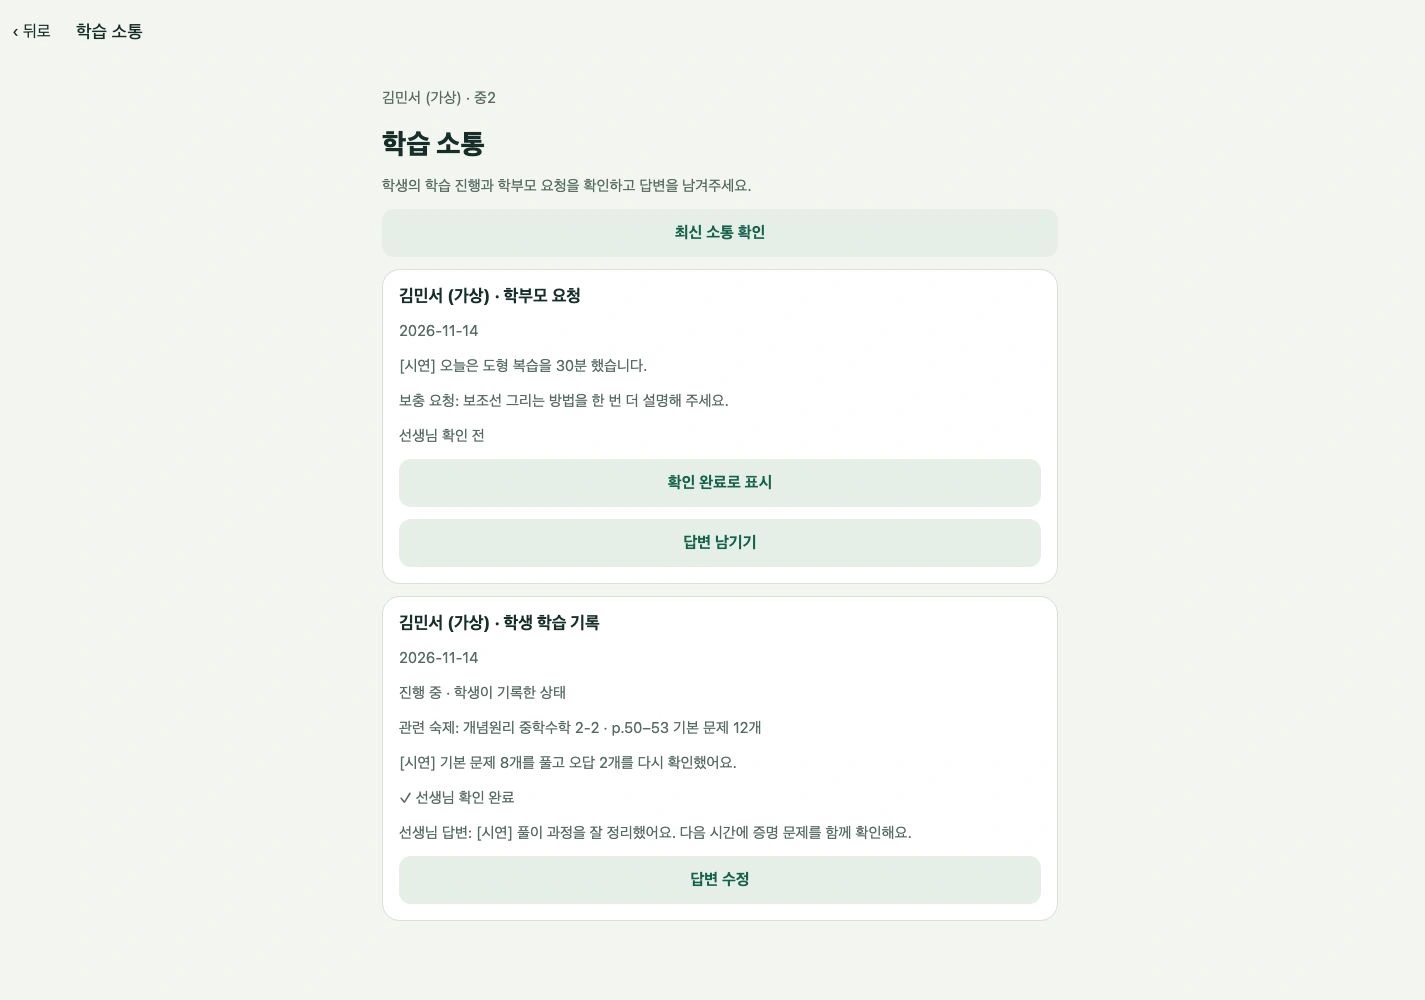 ‹ 뒤로 학습 소통
김민서 (가상) · 중2
학습 소통
학생의 학습 진행과 학부모 요청을 확인하고 답변을 남겨주세요.
최신 소통 확인
김민서 (가상) · 학부모 요청
2026-11-14
[시연] 오늘은 도형 복습을 30분 했습니다.
보충 요청: 보조선 그리는 방법을 한 번 더 설명해 주세요.
선생님 확인 전
확인 완료로 표시
답변 남기기
김민서 (가상) · 학생 학습 기록
2026-11-14
진행 중 · 학생이 기록한 상태
관련 숙제: 개념원리 중학수학 2-2 · p.50–53 기본 문제 12개
[시연] 기본 문제 8개를 풀고 오답 2개를 다시 확인했어요.
✓ 선생님 확인 완료
선생님 답변: [시연] 풀이 과정을 잘 정리했어요. 다음 시간에 증명 문제를 함께 확인해요.
답변 수정